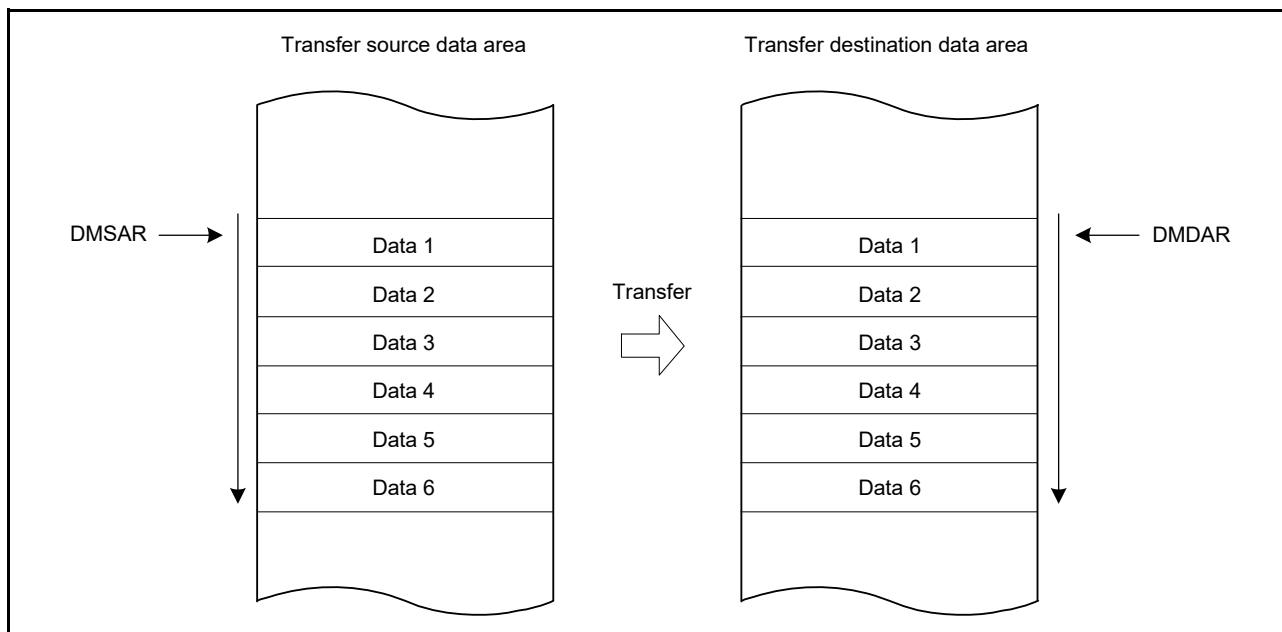 Transfer source data area
Transfer destination data area
DMSAR
Data 1
Data 2
Data 3
Data 4
Data 5
Data 6
Transfer
Data 1
Data 2
Data 3
Data 4
Data 5
Data 6
DMDAR